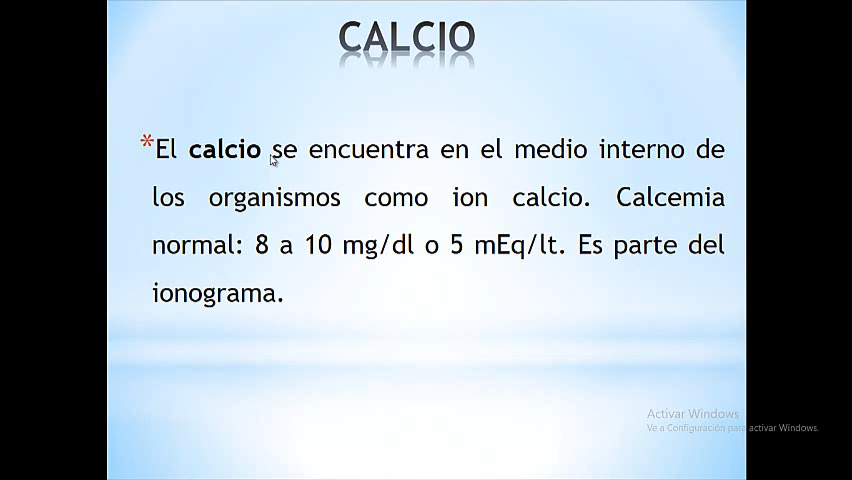 CALCIO
*El calcio se encuentra en el medio interno de
los organismos como ion calcio. Calcemia
normal: 8 a 10 mg/dl o 5 mEq/lt. Es parte del
ionograma.
Activar Windows
Ve a Configuración para activar Windows.